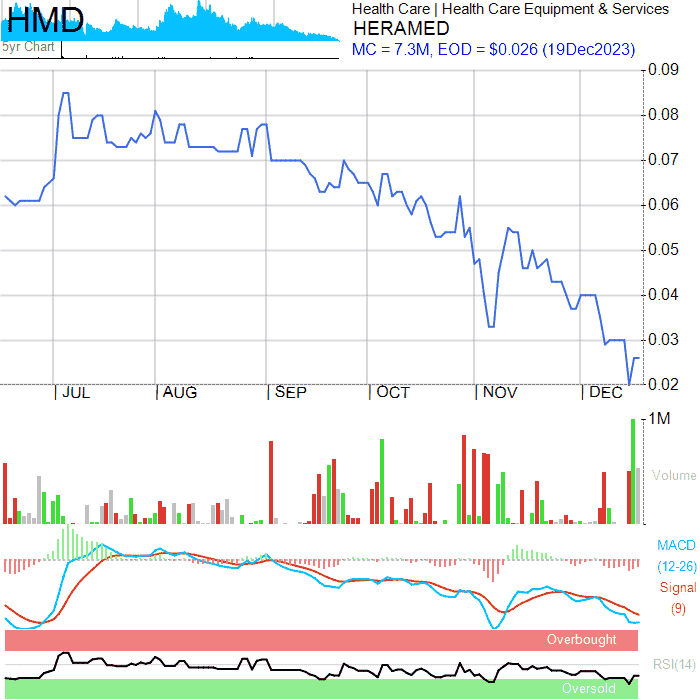 HMD
5yr Chart
Health Care | Health Care Equipment & Services
HERAMED
MC = 7.3M, EOD = $0.026 (19Dec2023)
0.09
0.08
0.07
0.06
0.05
0.04
0.03
0.02
JUL AUG SEP OCT NOV DEC
1M
Volume
MACD
(12-26)
Signal
(9)
Overbought
RSI(14)
Oversold